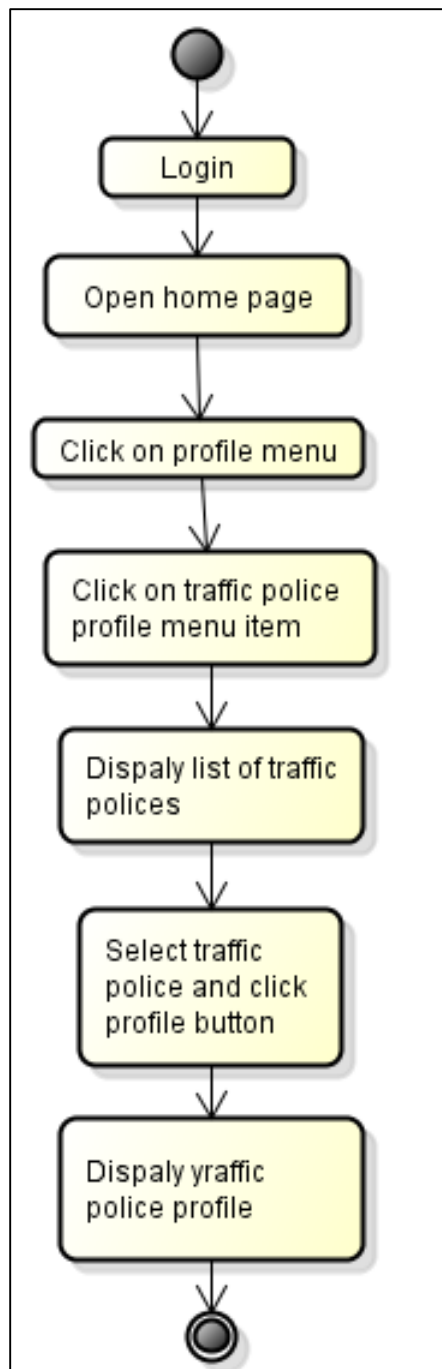 Login
Open home page
Click on profile menu
Click on traffic police
profile menu item
Dispaly list of traffic
polices
Select traffic
police and click
profile button
Dispaly yraffic
police profile